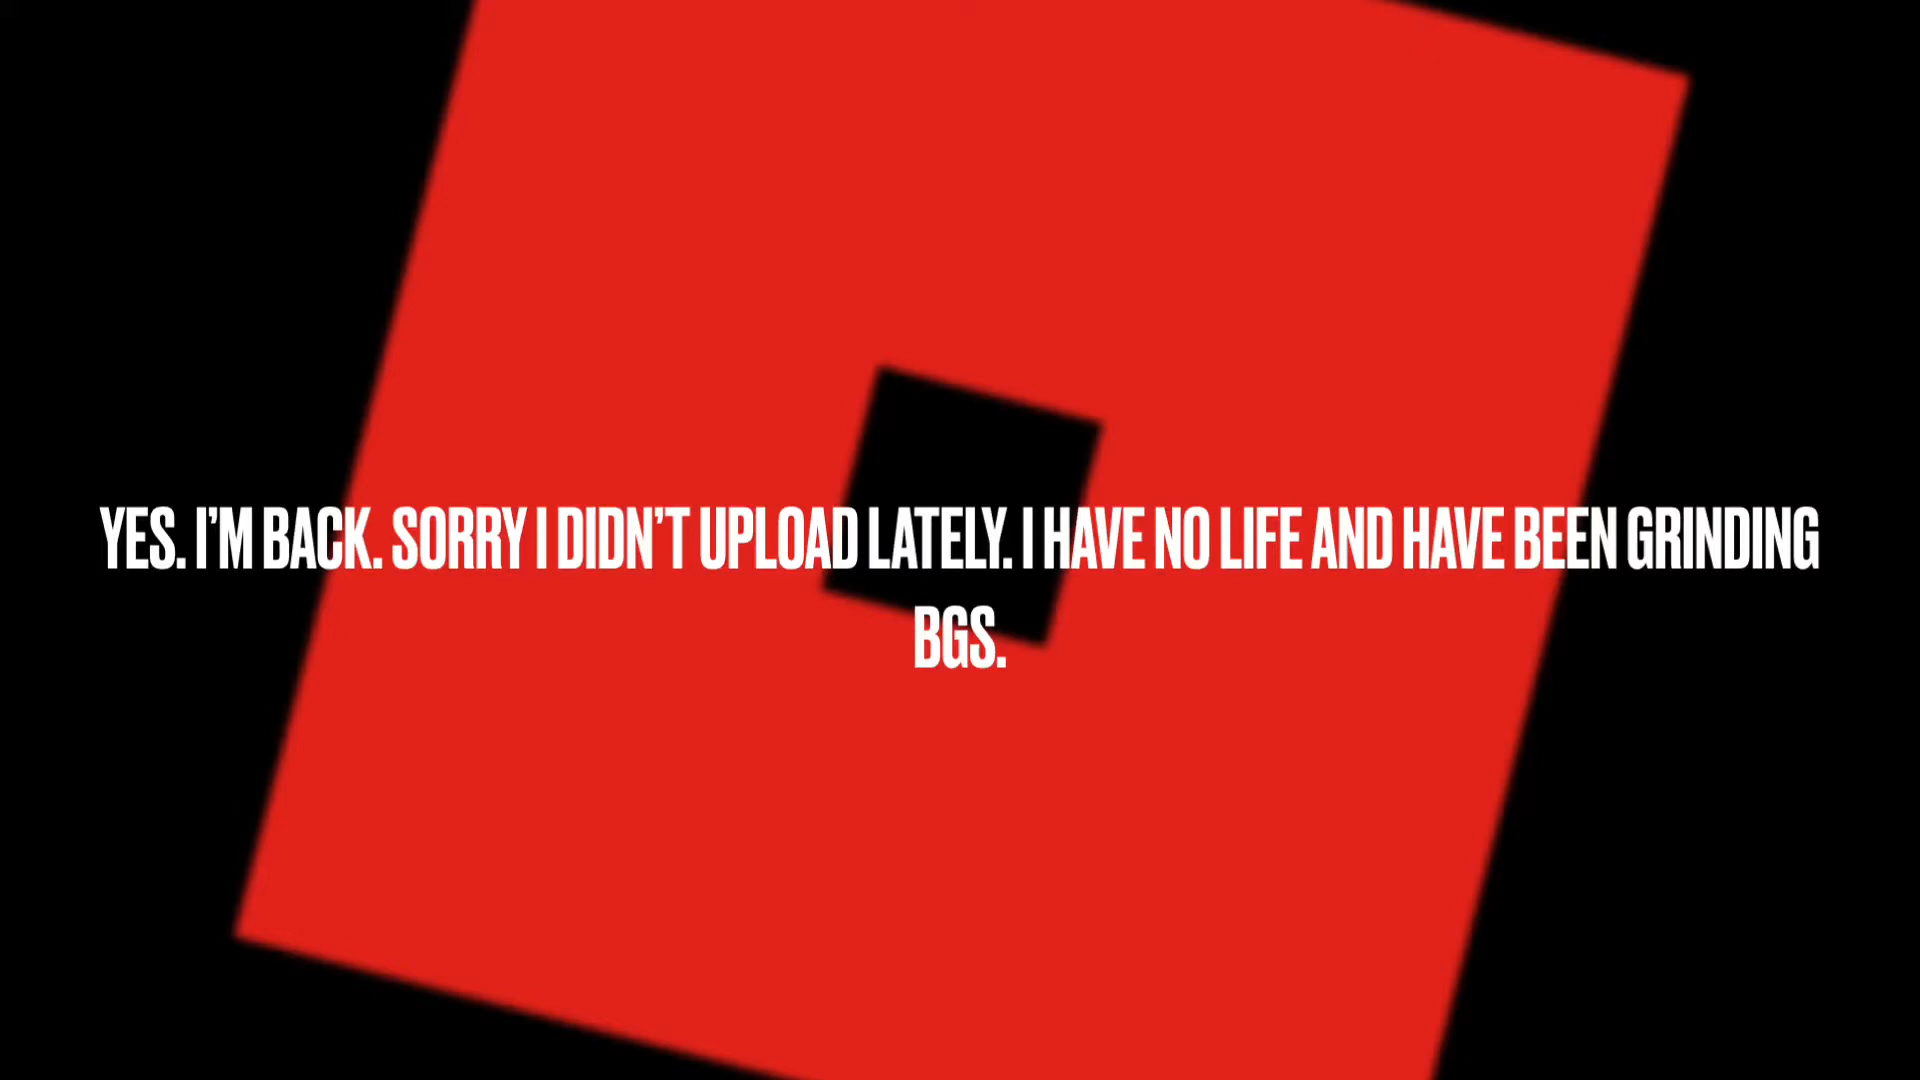 YES. I'M BACK. SORRY I DIDN'T UPLOAD LATELY. I HAVE NO LIFE AND HAVE BEEN GRINDING
BGS.